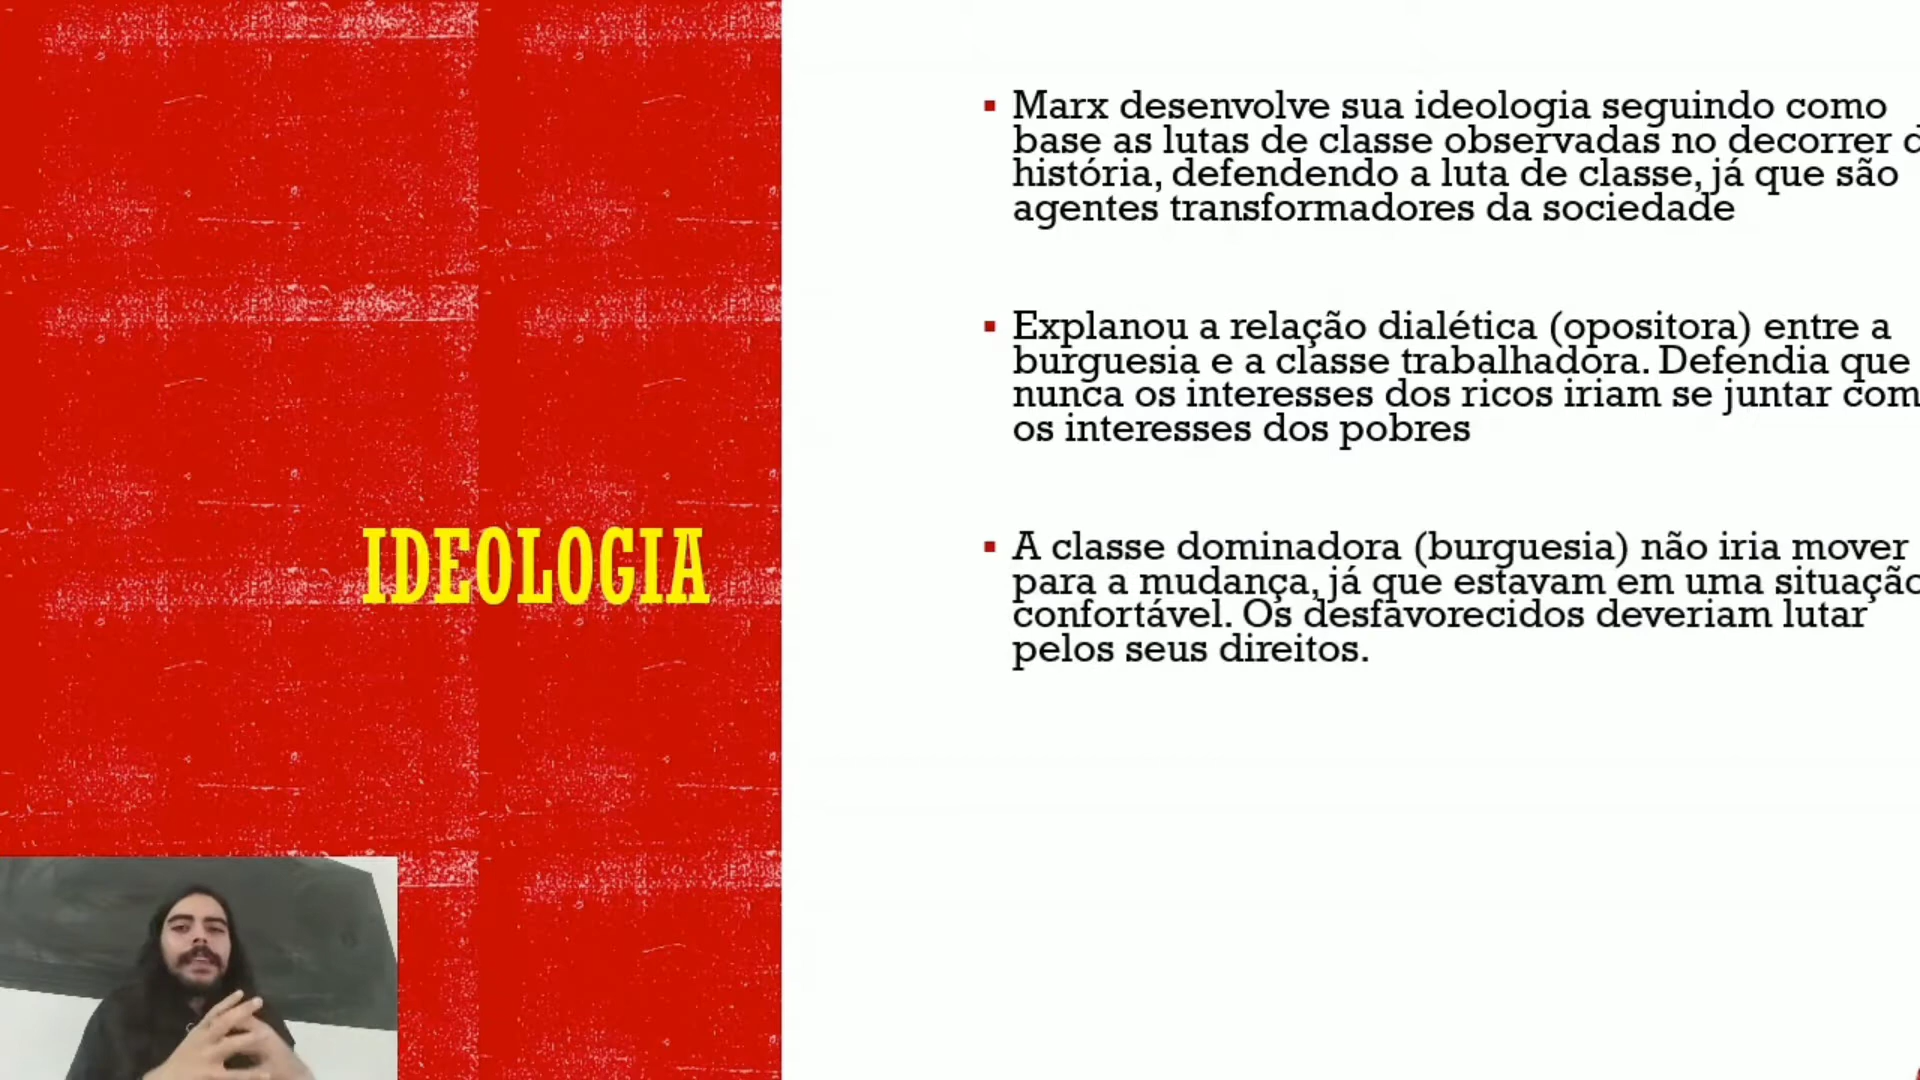 Marx desenvolve sua ideologia seguindo como
base as lutas de classe observadas no decorrer
história, defendendo a luta de classe, já que são
agentes transformadores da sociedade
Explanou a relação dialética (opositora) entre a
burguesia e a classe trabalhadora. Defendia que
nunca os interesses dos ricos iriam se juntar com
os interesses dos pobres
IDEOLOGIA
A classe dominadora (burguesia) não iria mover
para a mudança, já que estavam em uma situação
confortável. Os desfavorecidos deveriam lutar
pelos seus direitos.